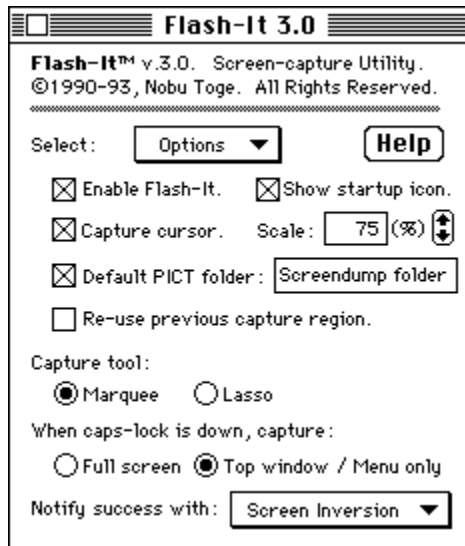 Flash-It 3.0
Flash-It™ v.3.0. Screen-capture Utility.
©1990-93, Nobu Toge. All Rights Reserved.
Select: Options Help
Enable Flash-It. Show startup icon.
Capture cursor. Scale: 75 (%)
Default PICT folder: Screendump folder
Re-use previous capture region.
Capture tool:
Marquee Lasso
When caps-lock is down, capture:
Full screen Top window / Menu only
Notify success with: Screen Inversion